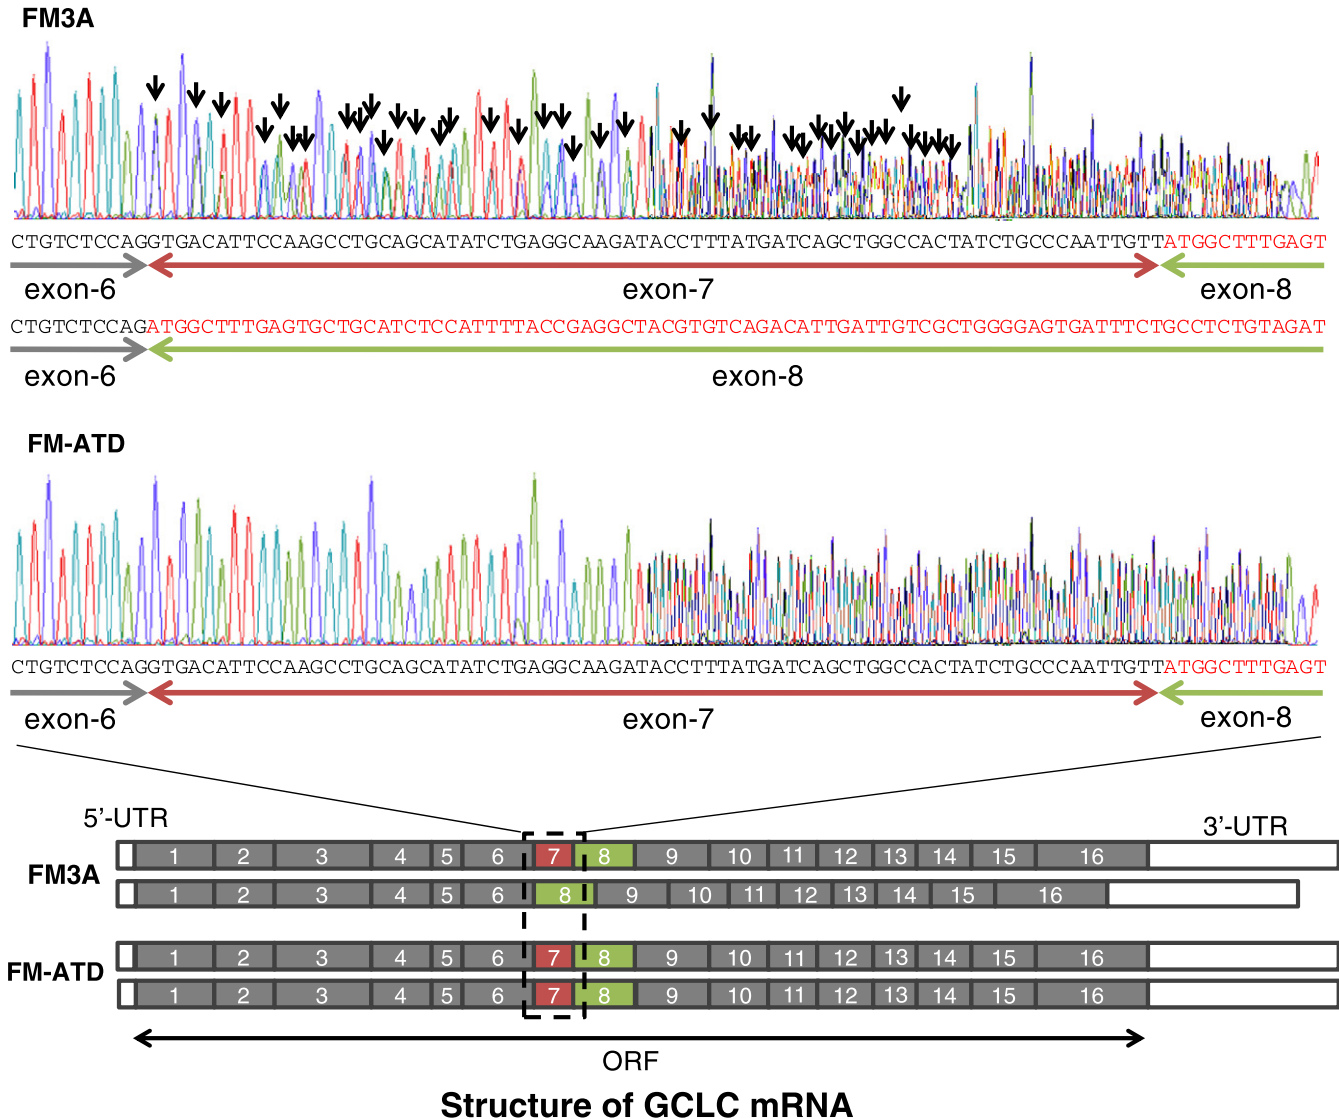 FM3A
CTGTCTCCAGGTGACATTCCAAGCCTGCAGCATATCTGAGGCAAGATACCTTTATGATCAGCTGGCCACTATCTGCCCAATTGTTATGGCTTTGAGT
exon-6 exon-7 exon-8
CTGTCTCCAGATGGCTTTGAGTGCTGCATCTCCATTTTACCGAGGCTACGTGTCAGACATTGATTGTCGCTGGGGAGTGATTTCTGCCTCTGTAGAT
exon-6 exon-8
FM-ATD
CTGTCTCCAGGTGACATTCCAAGCCTGCAGCATATCTGAGGCAAGATACCTTTATGATCAGCTGGCCACTATCTGCCCAATTGTTATGGCTTTGAGT
exon-6 exon-7 exon-8
5’-UTR 3’-UTR
FM3A
1 2 3 4 5 6 7 8 9 10 11 12 13 14 15 16
1 2 3 4 5 6 8 9 10 11 12 13 14 15 16
FM-ATD
1 2 3 4 5 6 7 8 9 10 11 12 13 14 15 16
1 2 3 4 5 6 7 8 9 10 11 12 13 14 15 16
ORF
Structure of GCLC mRNA